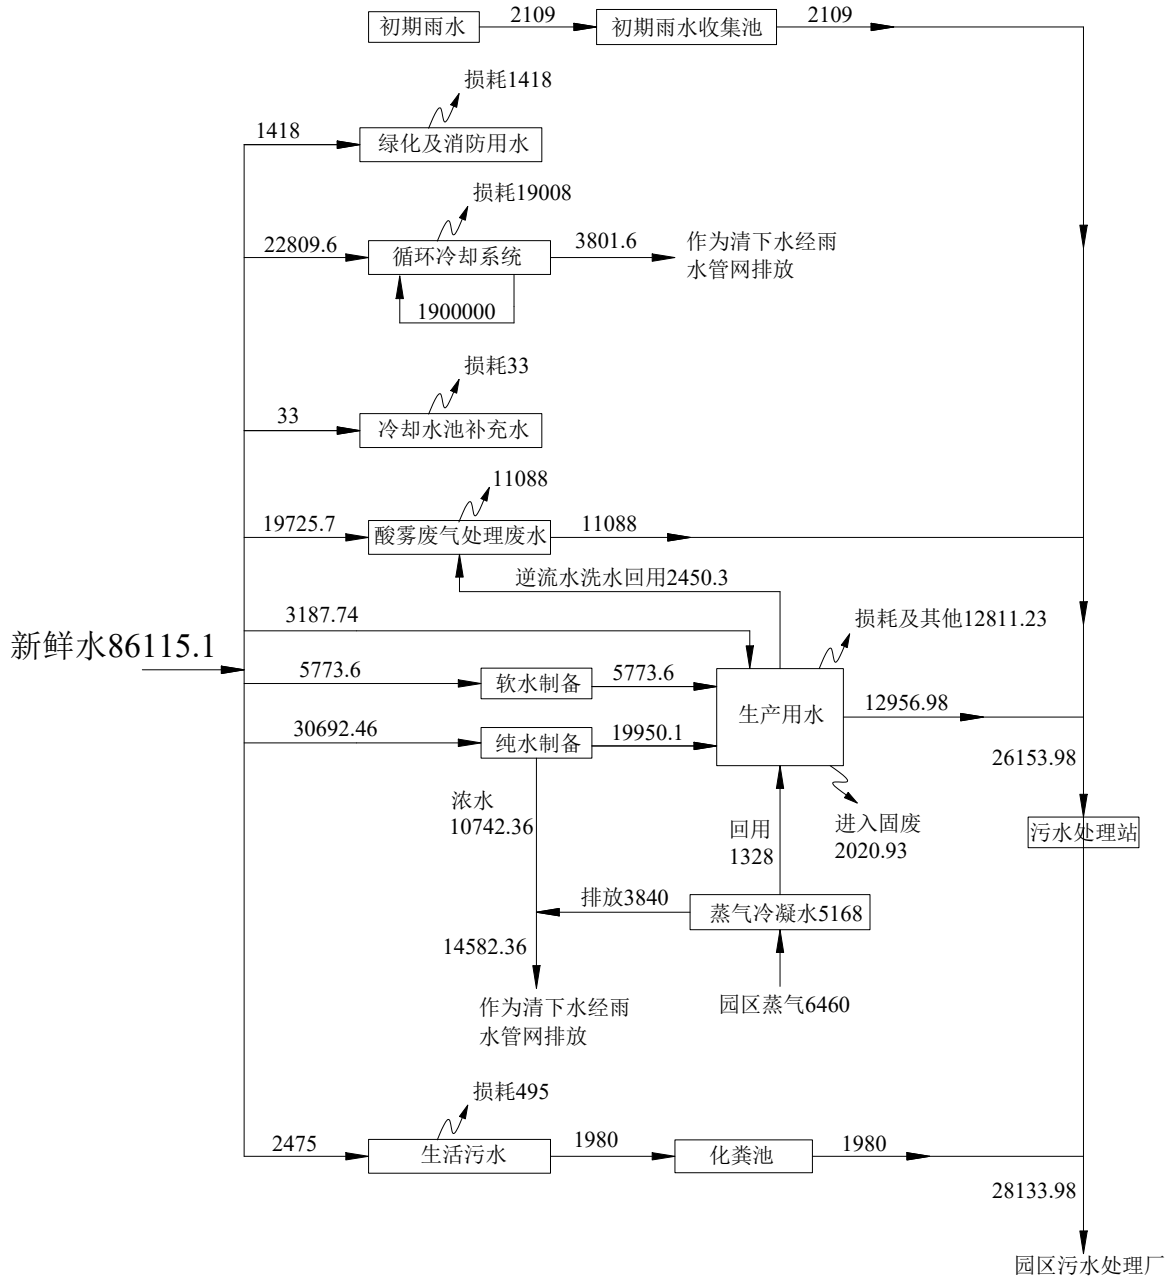 2109
2109
初期雨水
初期雨水收集池
损耗1418
1418
绿化及消防用水
损耗19008
22809.6
循环冷却系统
3801.6
作为清下水经雨
水管网排放
1900000
损耗33
33
冷却水池补充水
11088
19725.7
酸雾废气处理废水
11088
逆流水洗水回用2450.3
3187.74
损耗及其他12811.23
新鲜水86115.1
5773.6
软水制备
5773.6
生产用水
12956.98
30692.46
纯水制备
19950.1
26153.98
浓水
10742.36
回用
1328
进入固废
2020.93
污水处理站
排放3840
蒸气冷凝水5168
14582.36
园区蒸气6460
作为清下水经雨
水管网排放
损耗495
2475
生活污水
1980
化粪池
1980
28133.98
园区污水处理厂